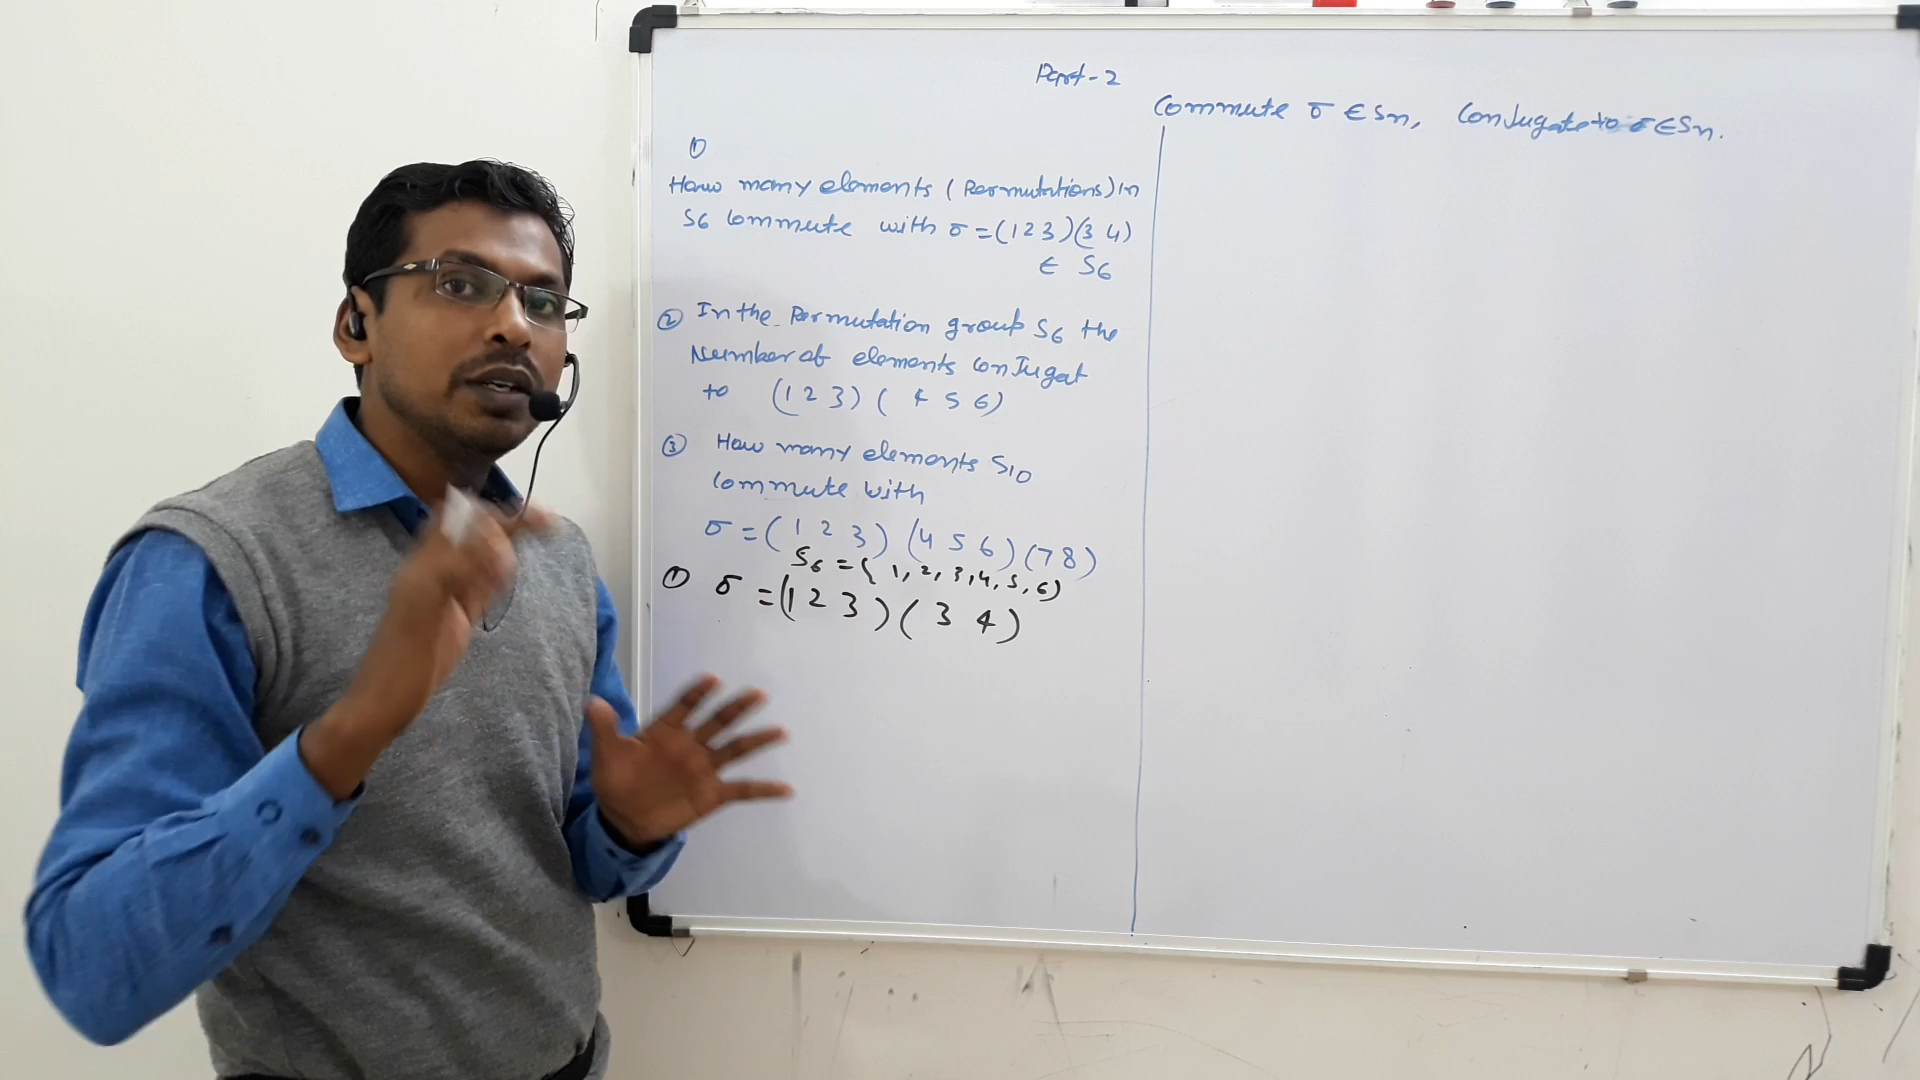 Part-2
Commute σ ∈ Sn, Conjugate to σ ∈ Sn.
①
How many elements (Permutations) in
S6 Commute with σ = (1 2 3)(3 4)
∈ S6
② In the Permutation group S6 the
Number of elements conJugat
to (1 2 3) ( 4 5 6)
③ How many elements S10
Commute with
σ = ( 1 2 3 ) (4 5 6) (7 8)
S6 = { 1, 2, 3, 4, 5, 6)
① σ = (1 2 3 ) ( 3 4 )